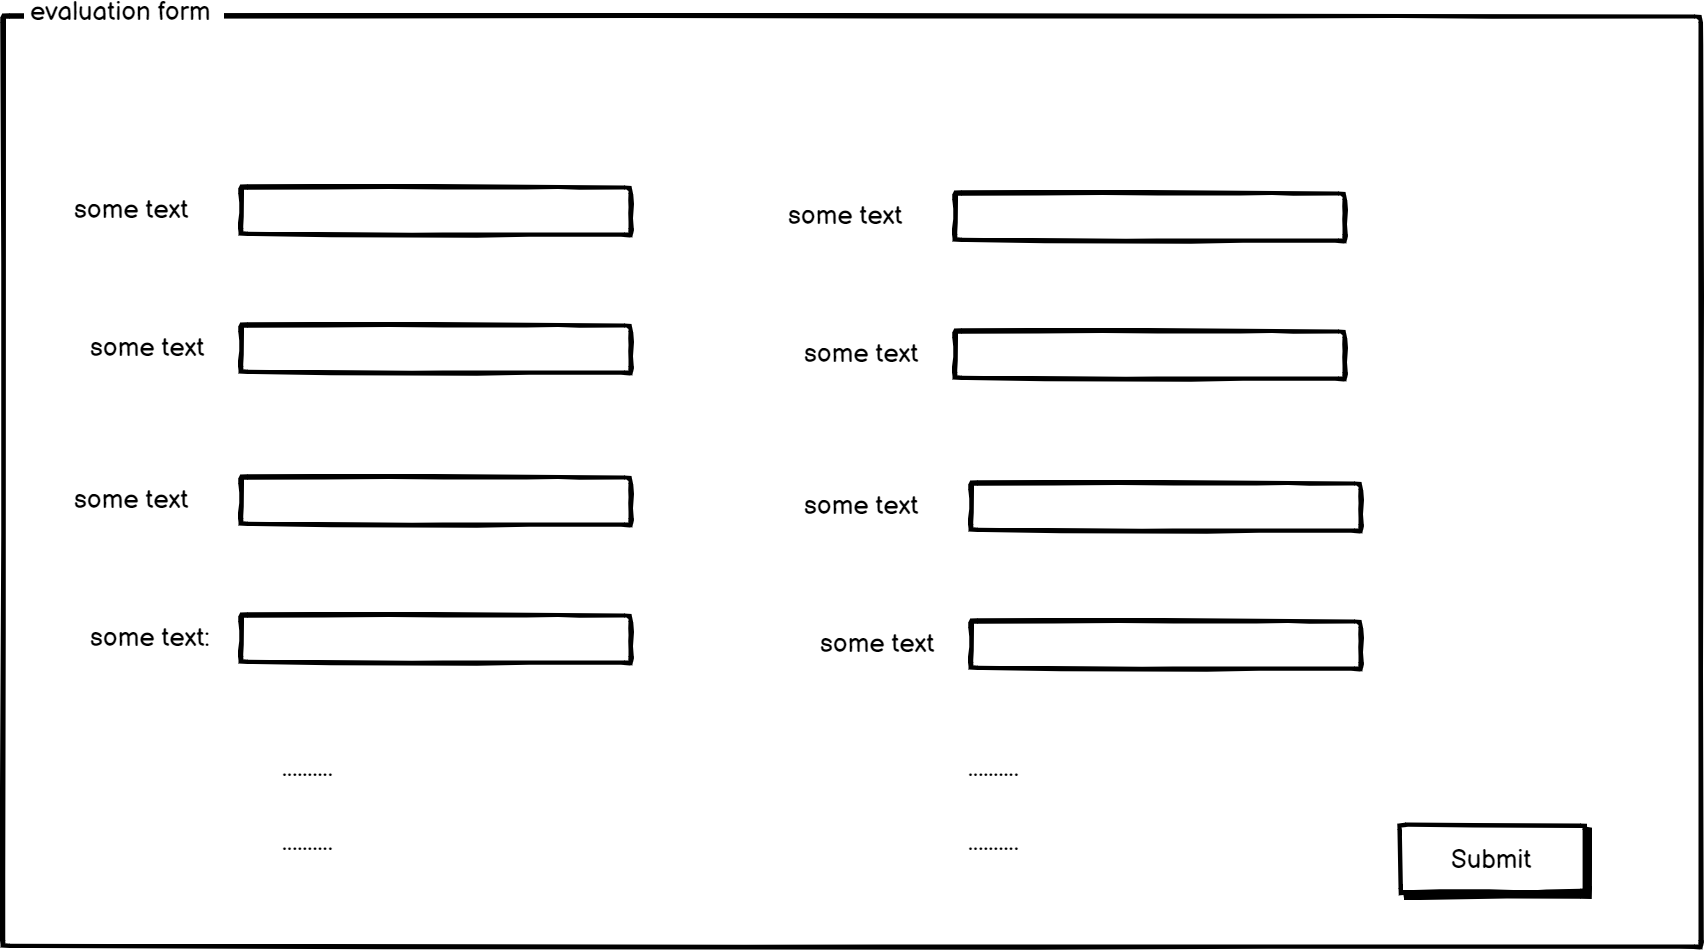 evaluation form
some text
some text
some text
some text
some text
some text
some text:
some text
..........
..........
..........
..........
Submit